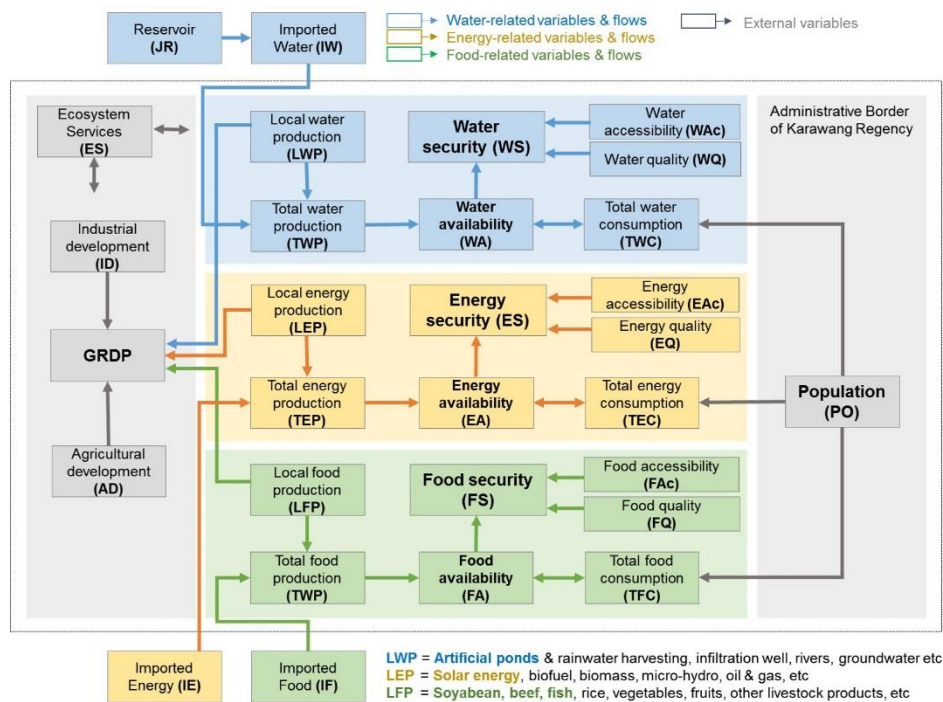 Reservoir
(JR)
Imported
Water (IW)
Water-related variables & flows
Energy-related variables & flows
Food-related variables & flows
External variables
Ecosystem
Services
(ES)
Industrial
development
(ID)
GRDP
Agricultural
development
(AD)
Local water
production
(LWP)
Water
security (WS)
Water
accessibility (WAc)
Water quality (WQ)
Total water
production
(TWP)
Water
availability
(WA)
Total water
consumption
(TWC)
Administrative Border
of Karawang Regency
Local energy
production
(LEP)
Energy
security (ES)
Energy
accessibility (EAc)
Energy quality
(EQ)
Total energy
production
(TEP)
Energy
availability
(EA)
Total energy
consumption
(TEC)
Population
(PO)
Local food
production
(LFP)
Food security
(FS)
Food accessibility
(FAc)
Food quality
(FQ)
Total food
production
(TWP)
Food
availability
(FA)
Total food
consumption
(TFC)
Imported
Energy (IE)
Imported
Food (IF)
LWP = Artificial ponds & rainwater harvesting, infiltration well, rivers, groundwater etc
LEP = Solar energy, biofuel, biomass, micro-hydro, oil & gas, etc
LFP = Soyabean, beef, fish, rice, vegetables, fruits, other livestock products, etc